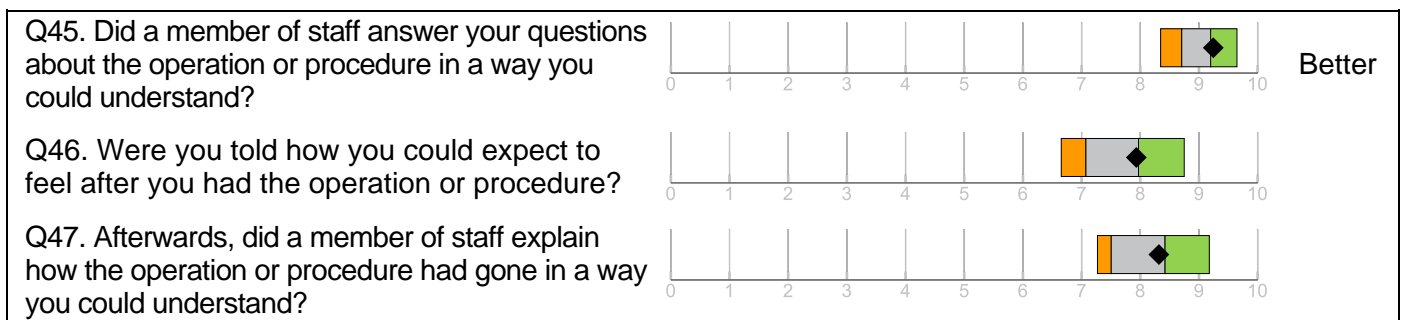 Q45. Did a member of staff answer your questions
about the operation or procedure in a way you
could understand?
0 1 2 3 4 5 6 7 8 9 10
Better
Q46. Were you told how you could expect to
feel after you had the operation or procedure?
0 1 2 3 4 5 6 7 8 9 10
Q47. Afterwards, did a member of staff explain
how the operation or procedure had gone in a way
you could understand?
0 1 2 3 4 5 6 7 8 9 10